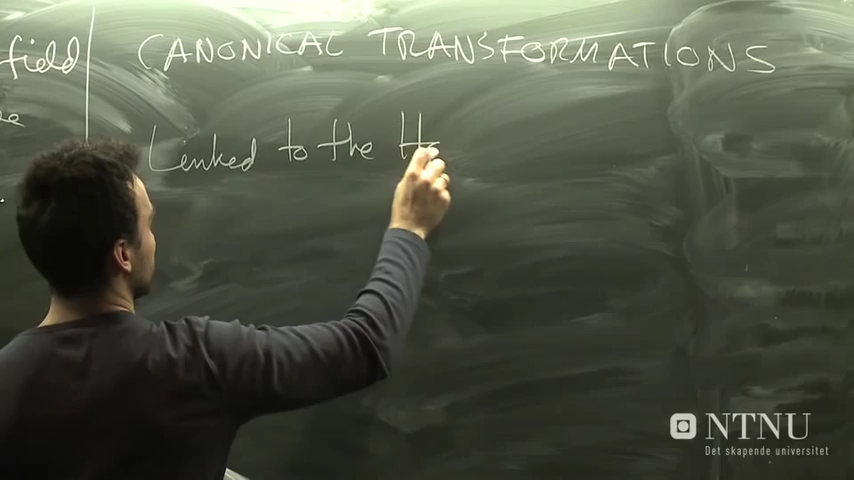 field
CANONICAL TRANSFORMATIONS
Linked to the
NTNU
Det skapende universitet